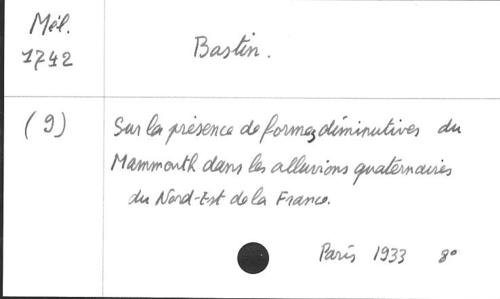 Mél.
1742
Bastin.
(9)
Sur la présence de formes diminutives du
Mammouth dans les alluvions quaternaires
du Nord-Est de la France.
Paris 1933 8°